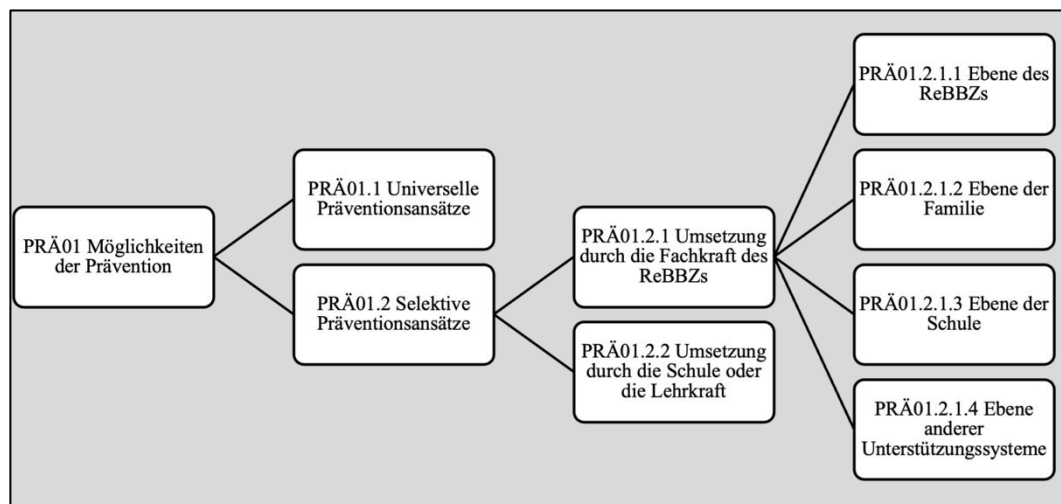 PRÄ01 Möglichkeiten
der Prävention
PRÄ01.1 Universelle
Präventionsansätze
PRÄ01.2 Selektive
Präventionsansätze
PRÄ01.2.1 Umsetzung
durch die Fachkraft des
ReBBZs
PRÄ01.2.2 Umsetzung
durch die Schule oder
die Lehrkraft
PRÄ01.2.1.1 Ebene des
ReBBZs
PRÄ01.2.1.2 Ebene der
Familie
PRÄ01.2.1.3 Ebene der
Schule
PRÄ01.2.1.4 Ebene
anderer
Unterstützungssysteme